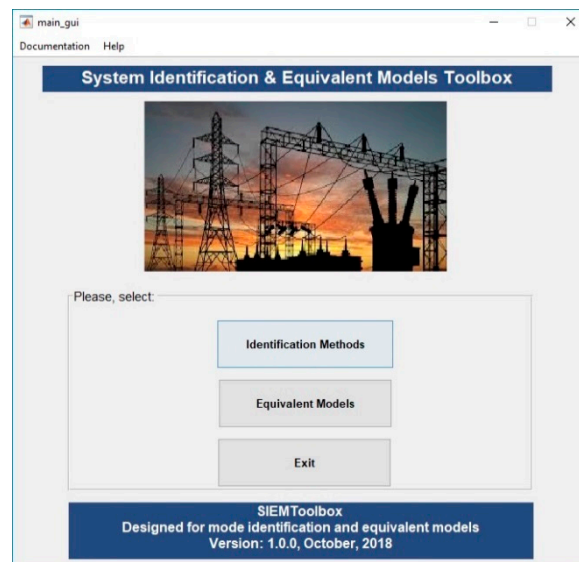 main_gui
Documentation Help
System Identification & Equivalent Models Toolbox
Please, select:
Identification Methods
Equivalent Models
Exit
SIEMToolbox
Designed for mode identification and equivalent models
Version: 1.0.0, October, 2018